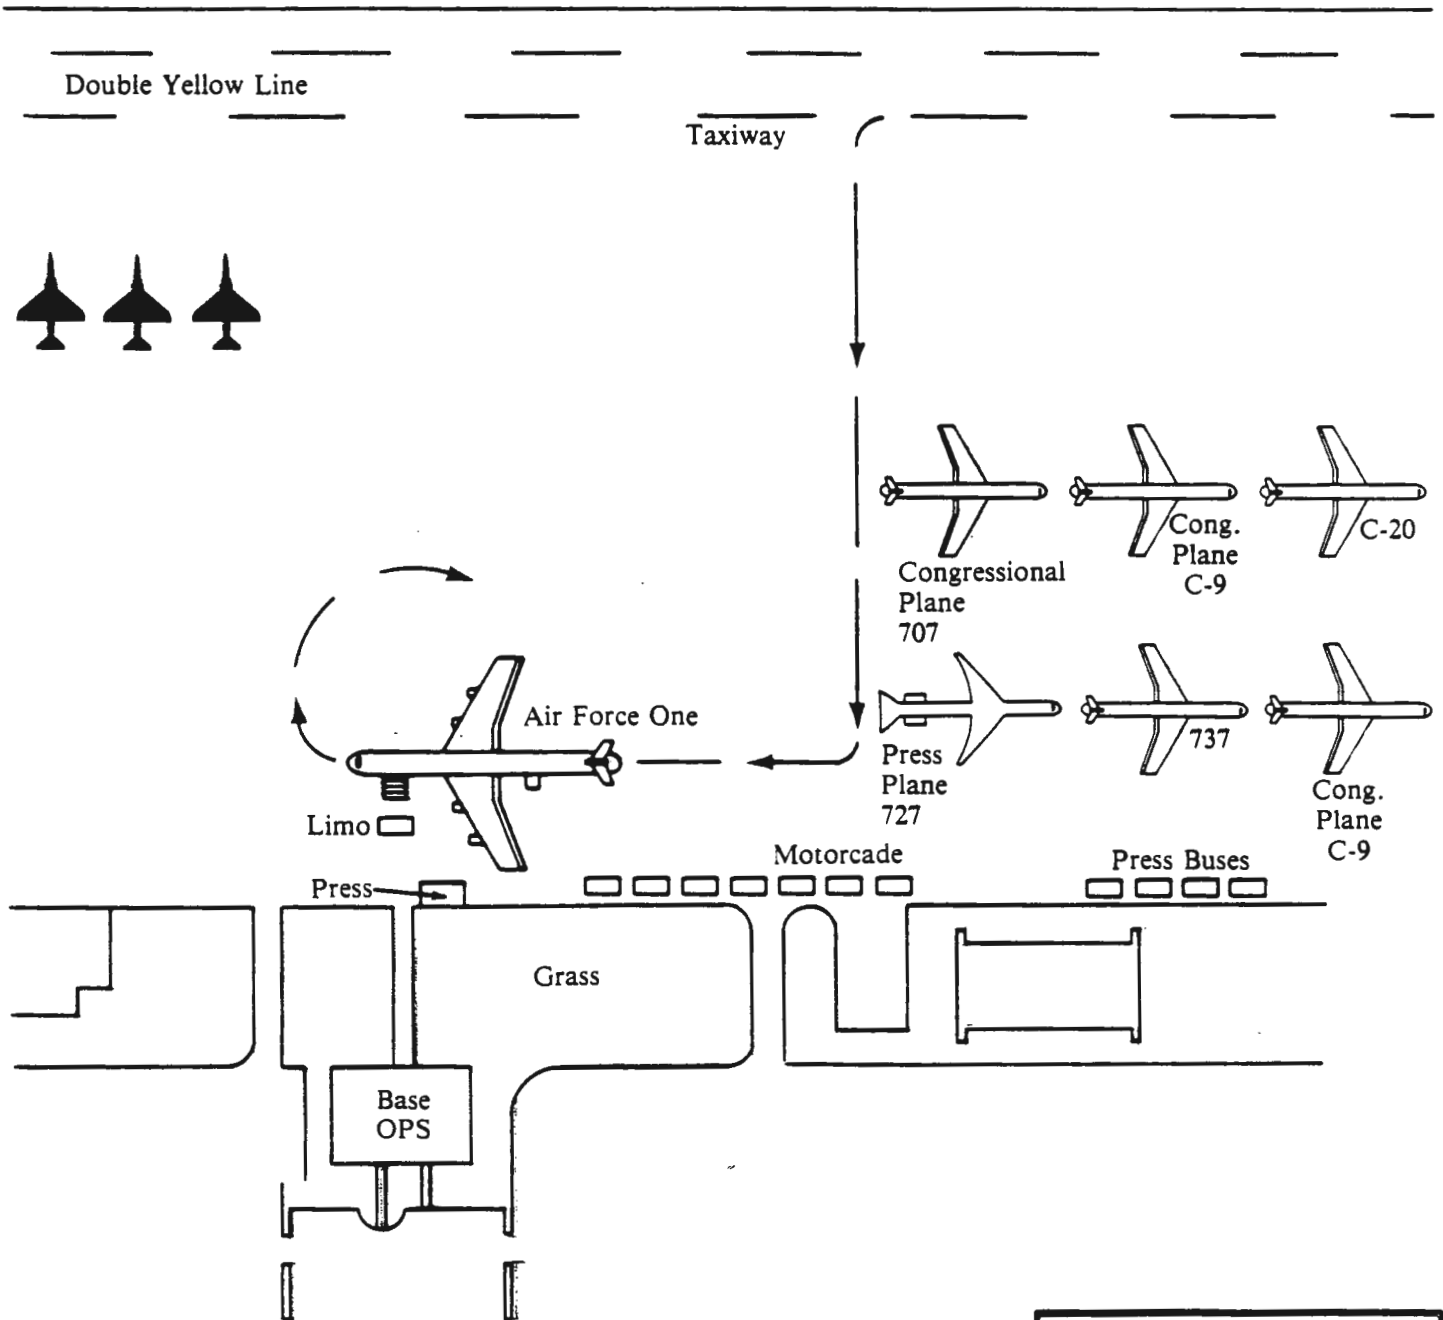 Double Yellow Line
Taxiway
Cong.
Plane
C-9
C-20
Congressional
Plane
707
Air Force One
Press
Plane
727
737
Cong.
Plane
C-9
Limo
Motorcade
Press Buses
Press
Grass
Base
OPS